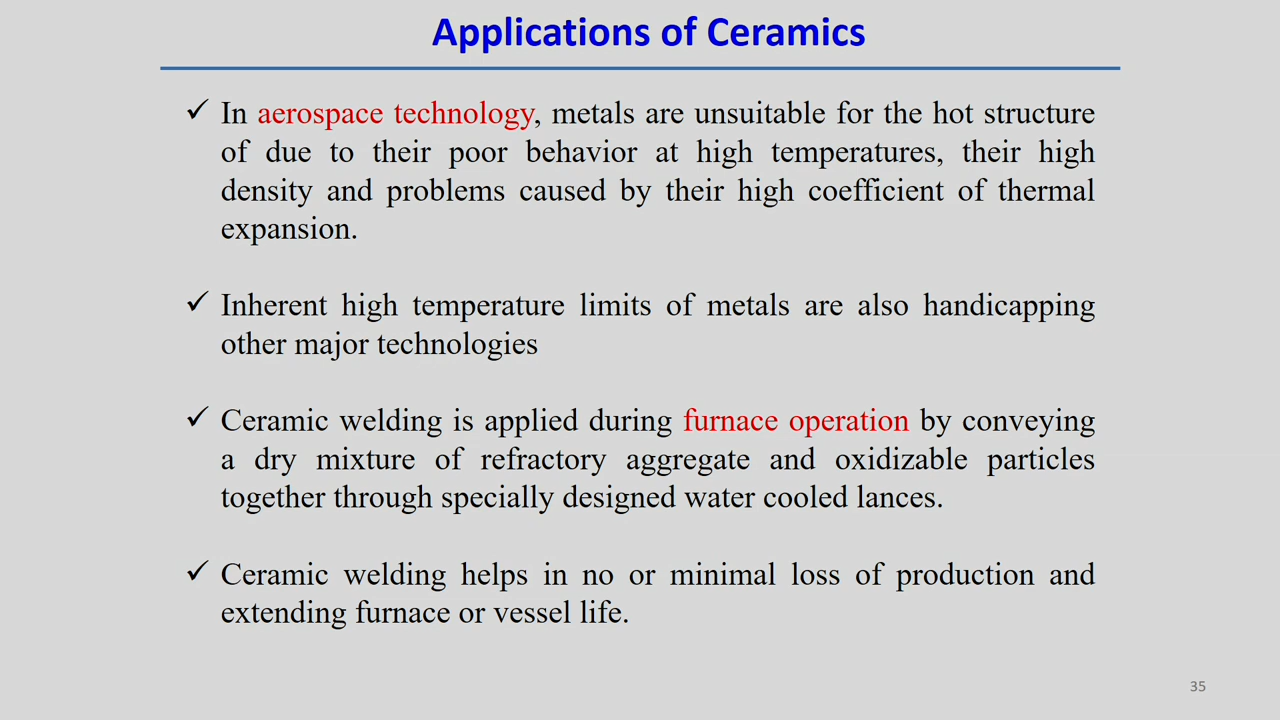 Applications of Ceramics
✓ In aerospace technology, metals are unsuitable for the hot structure
of due to their poor behavior at high temperatures, their high
density and problems caused by their high coefficient of thermal
expansion.
✓ Inherent high temperature limits of metals are also handicapping
other major technologies
✓ Ceramic welding is applied during furnace operation by conveying
a dry mixture of refractory aggregate and oxidizable particles
together through specially designed water cooled lances.
✓ Ceramic welding helps in no or minimal loss of production and
extending furnace or vessel life.
35